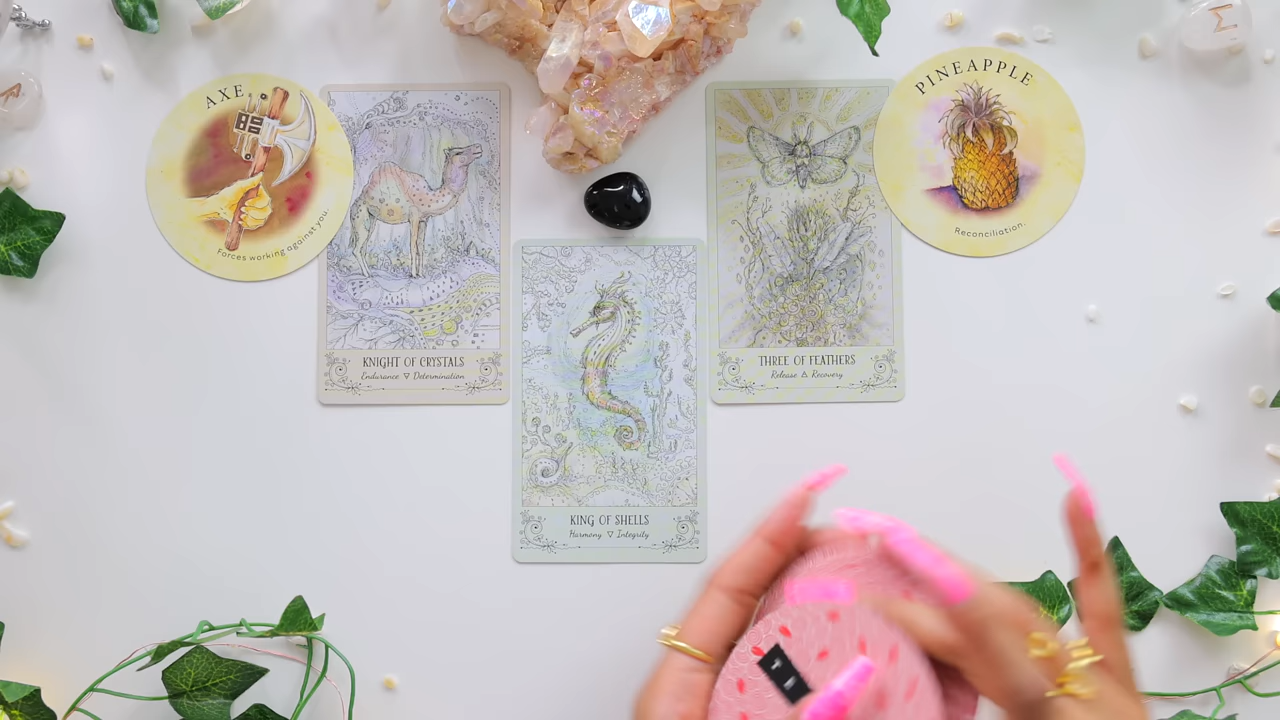 AXE
Forces working against you.
KNIGHT OF CRYSTALS
Endurance ▽ Determination
KING OF SHELLS
Harmony ▽ Integrity
THREE OF FEATHERS
Release △ Recovery
PINEAPPLE
Reconciliation.